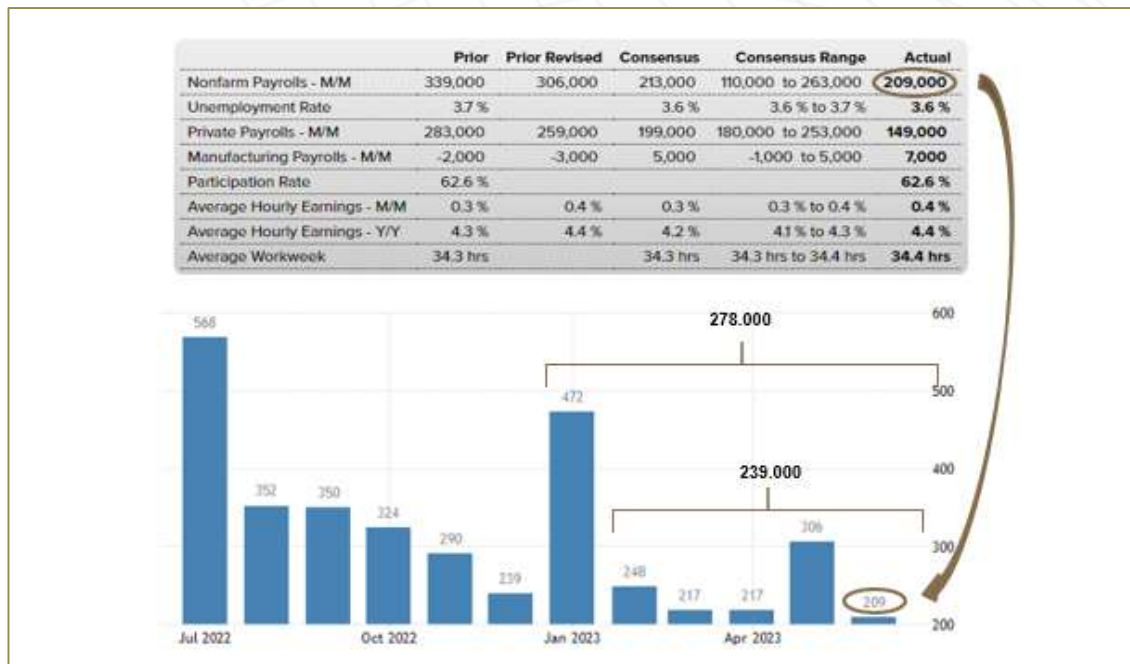 Prior Prior Revised Consensus Consensus Range Actual
Nonfarm Payrolls - M/M 339,000 306,000 213,000 110,000 to 263,000 209,000
Unemployment Rate 3.7 % 3.6 % 3.6 % to 3.7 % 3.6 %
Private Payrolls - M/M 283,000 259,000 199,000 180,000 to 253,000 149,000
Manufacturing Payrolls - M/M -2,000 -3,000 5,000 -1,000 to 5,000 7,000
Participation Rate 62.6 % 62.6 %
Average Hourly Earnings - M/M 0.3 % 0.4 % 0.3 % 0.3 % to 0.4 % 0.4 %
Average Hourly Earnings - Y/Y 4.3 % 4.4 % 4.2 % 4.1 % to 4.3 % 4.4 %
Average Workweek 34.3 hrs 34.3 hrs 34.3 hrs to 34.4 hrs 34.4 hrs
278.000 600
568
500
472
239.000 400
352 350
324
306
300
290
239 248
217 217 209
200
Jul 2022 Oct 2022 Jan 2023 Apr 2023